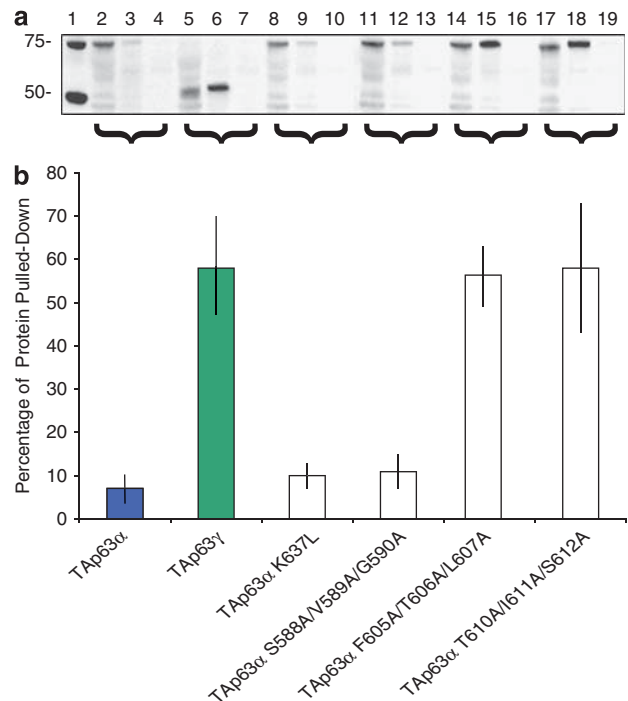 a
1 2 3 4 5 6 7 8 9 10 11 12 13 14 15 16 17 18 19
75-
50-
b
Percentage of Protein Pulled-Down
80
70
60
50
40
30
20
10
0
TAp63α
TAp63γ
TAp63α K637L
TAp63α S588A/V589A/G590A
TAp63α F605A/T606A/L607A
TAp63α T610A/I611A/S612A